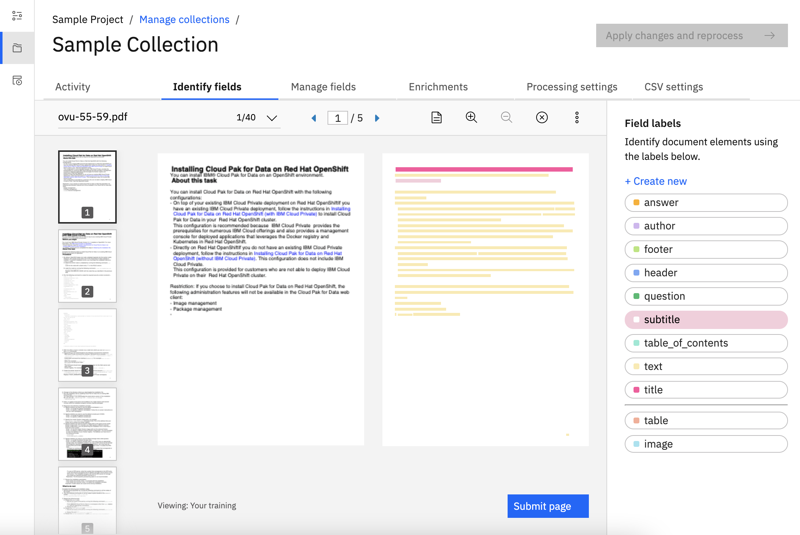 Sample Project / Manage collections /
Sample Collection
Apply changes and reprocess
Activity
Identify fields
Manage fields
Enrichments
Processing settings
CSV settings
ovu-55-59.pdf
1/40
1 / 5
1
2
3
4
5
Installing Cloud Pak for Data on Red Hat OpenShift
You can install IBM® Cloud Pak for Data on an OpenShift environment.
About this task
You can install Cloud Pak for Data on Red Hat OpenShift with the following
configurations:
- On top of your existing IBM Cloud Private deployment on Red Hat OpenShift If you
have an existing IBM Cloud Private deployment, follow the instructions in Installing
Cloud Pak for Data on Red Hat OpenShift (with IBM Cloud Private) to install Cloud
Pak for Data in your Red Hat OpenShift cluster.
This configuration is recommended because IBM Cloud Private provides the
prerequisites for numerous IBM Cloud offerings and also provides a management
console for deployed applications that leverages the Docker registry and
Kubernetes in Red Hat OpenShift.
- Directly on Red Hat OpenShift If you do not have an existing IBM Cloud Private
deployment, follow the instructions in Installing Cloud Pak for Data on Red Hat
OpenShift (without IBM Cloud Private). This configuration does not include IBM
Cloud Private.
This configuration is provided for customers who are not able to deploy IBM Cloud
Private on their Red Hat OpenShift cluster.
Restriction: If you choose to install Cloud Pak for Data on Red Hat OpenShift, the
following administration features will not be available in the Cloud Pak for Data web
client:
- Image management
- Package management
-
Viewing: Your training
Submit page
Field labels
Identify document elements using
the labels below.
+ Create new
answer
author
footer
header
question
subtitle
table_of_contents
text
title
table
image